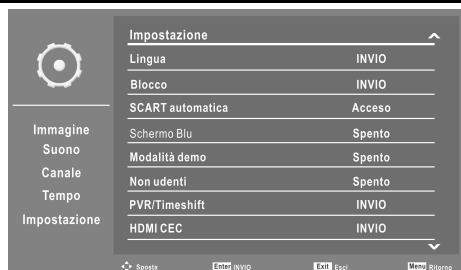 Impostazione
Lingua INVIO
Blocco INVIO
SCART automatica Acceso
Schermo Blu Spento
Modalità demo Spento
Non udenti Spento
PVR/Timeshift INVIO
HDMI CEC INVIO
Immagine
Suono
Canale
Tempo
Impostazione
Sposta Enter INVIO Exit Esci Menu Ritorno